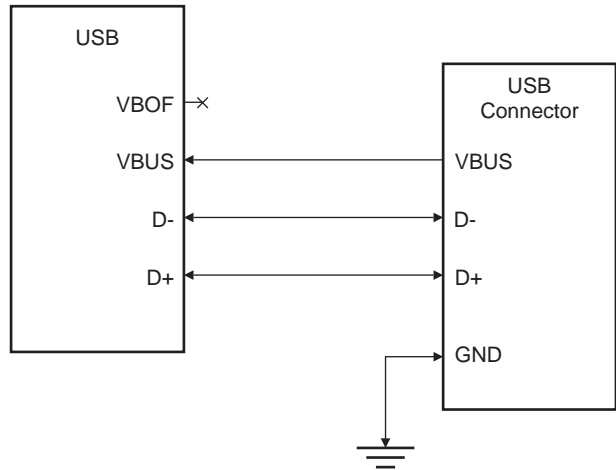 USB
VBOF
VBUS
D-
D+
USB
Connector
VBUS
D-
D+
GND